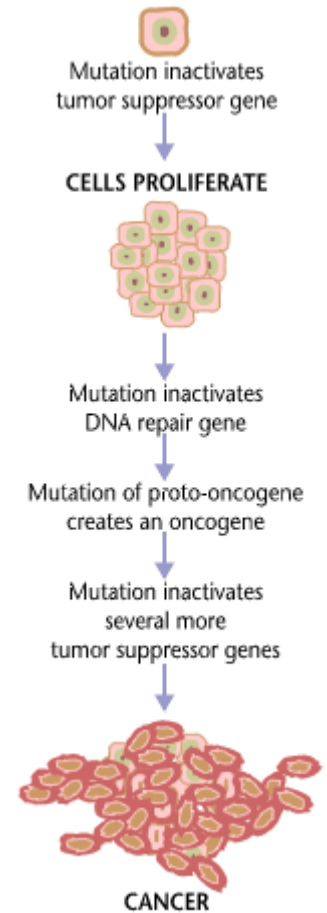 Mutation inactivates
tumor suppressor gene
CELLS PROLIFERATE
Mutation inactivates
DNA repair gene
Mutation of proto-oncogene
creates an oncogene
Mutation inactivates
several more
tumor suppressor genes
CANCER